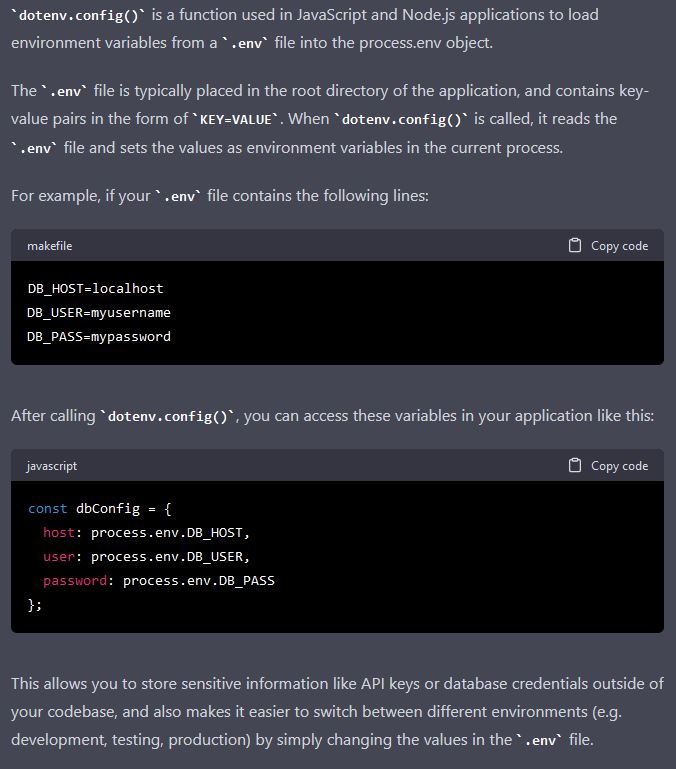 `dotenv.config()` is a function used in JavaScript and Node.js applications to load
environment variables from a `.env` file into the process.env object.
The `.env` file is typically placed in the root directory of the application, and contains key-
value pairs in the form of `KEY=VALUE`. When `dotenv.config()` is called, it reads the
`.env` file and sets the values as environment variables in the current process.
For example, if your `.env` file contains the following lines:
makefile Copy code
DB_HOST=localhost
DB_USER=myusername
DB_PASS=mypassword
After calling `dotenv.config()`, you can access these variables in your application like this:
javascript Copy code
const dbConfig = {
  host: process.env.DB_HOST,
  user: process.env.DB_USER,
  password: process.env.DB_PASS
};
This allows you to store sensitive information like API keys or database credentials outside of
your codebase, and also makes it easier to switch between different environments (e.g.
development, testing, production) by simply changing the values in the `.env` file.